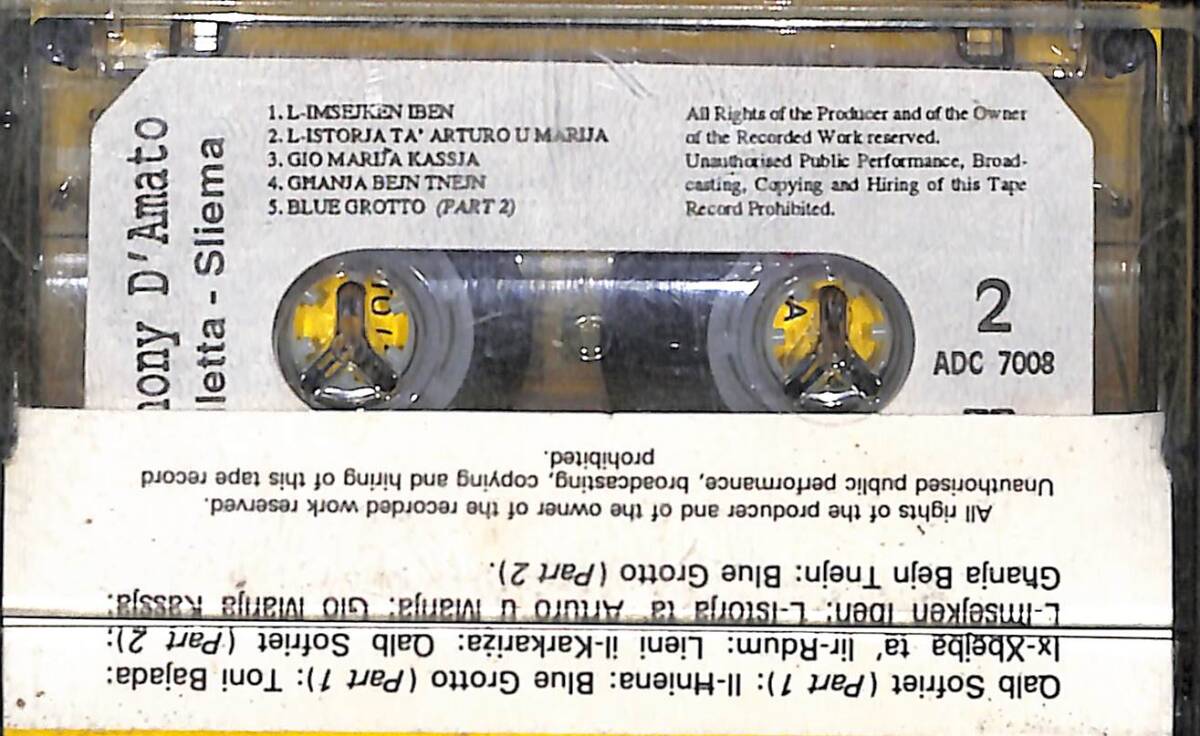 1. L-IMSEJKEN IBEN
2. L-ISTORJA TA' ARTURO U MARIJA
3. GIO MARIJA KASSJA
4. GHANJA BEJN TNEJN
5. BLUE GROTTO (PART 2)
All Rights of the Producer and of the Owner
of the Recorded Work reserved.
Unauthorised Public Performance, Broad-
casting, Copying and Hiring of this Tape
Record Prohibited.
D'Amato
- Sliema
2
ADC 7008
A
Qalb Sofriet (Part 1): Il-Hniena: Blue Grotto (Part 1): Toni Bajada:
Ix-Xbejba ta' Ilr-Rdum: Lieni il-Karkariża: Qalb Sofriet (Part 2):
L-Imsejken Iben: L-Istorja ta' Arturo u Marija: Gio Marija Kassja:
Ghanja Bejn Tnejn: Blue Grotto (Part 2).
All rights of the producer and of the owner of the recorded work reserved.
Unauthorised public performance, broadcasting, copying and hiring of this tape record
prohibited.